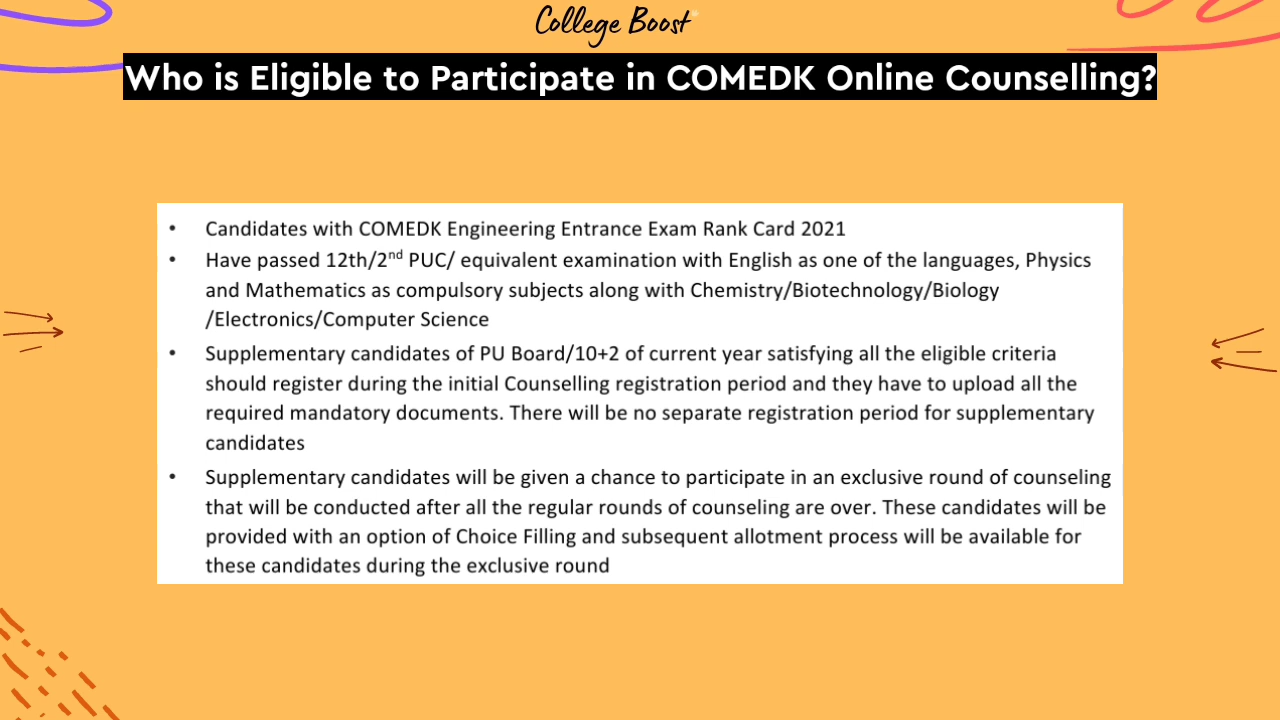 College Boost
Who is Eligible to Participate in COMEDK Online Counselling?
• Candidates with COMEDK Engineering Entrance Exam Rank Card 2021
• Have passed 12th/2nd PUC/ equivalent examination with English as one of the languages, Physics
and Mathematics as compulsory subjects along with Chemistry/Biotechnology/Biology
/Electronics/Computer Science
• Supplementary candidates of PU Board/10+2 of current year satisfying all the eligible criteria
should register during the initial Counselling registration period and they have to upload all the
required mandatory documents. There will be no separate registration period for supplementary
candidates
• Supplementary candidates will be given a chance to participate in an exclusive round of counseling
that will be conducted after all the regular rounds of counseling are over. These candidates will be
provided with an option of Choice Filling and subsequent allotment process will be available for
these candidates during the exclusive round